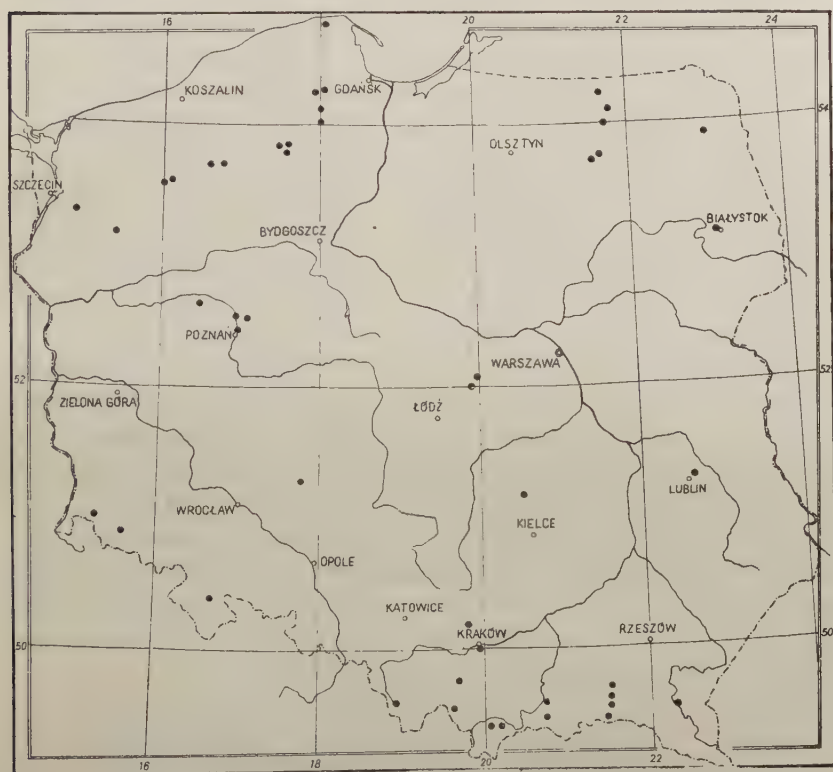 16
18
20
22
24
KOSZALIN
GDAŃSK
54
OLSZTYN
SZCZECIN
BYDGOSZCZ
BIAŁYSTOK
POZNAŃ
WARSZAWA
52
52
ZIELONA GÓRA
ŁÓDŹ
LUBLIN
WROCŁAW
KIELCE
OPOLE
KATOWICE
KRAKÓW
RZESZÓW
50
50
16
18
20
22